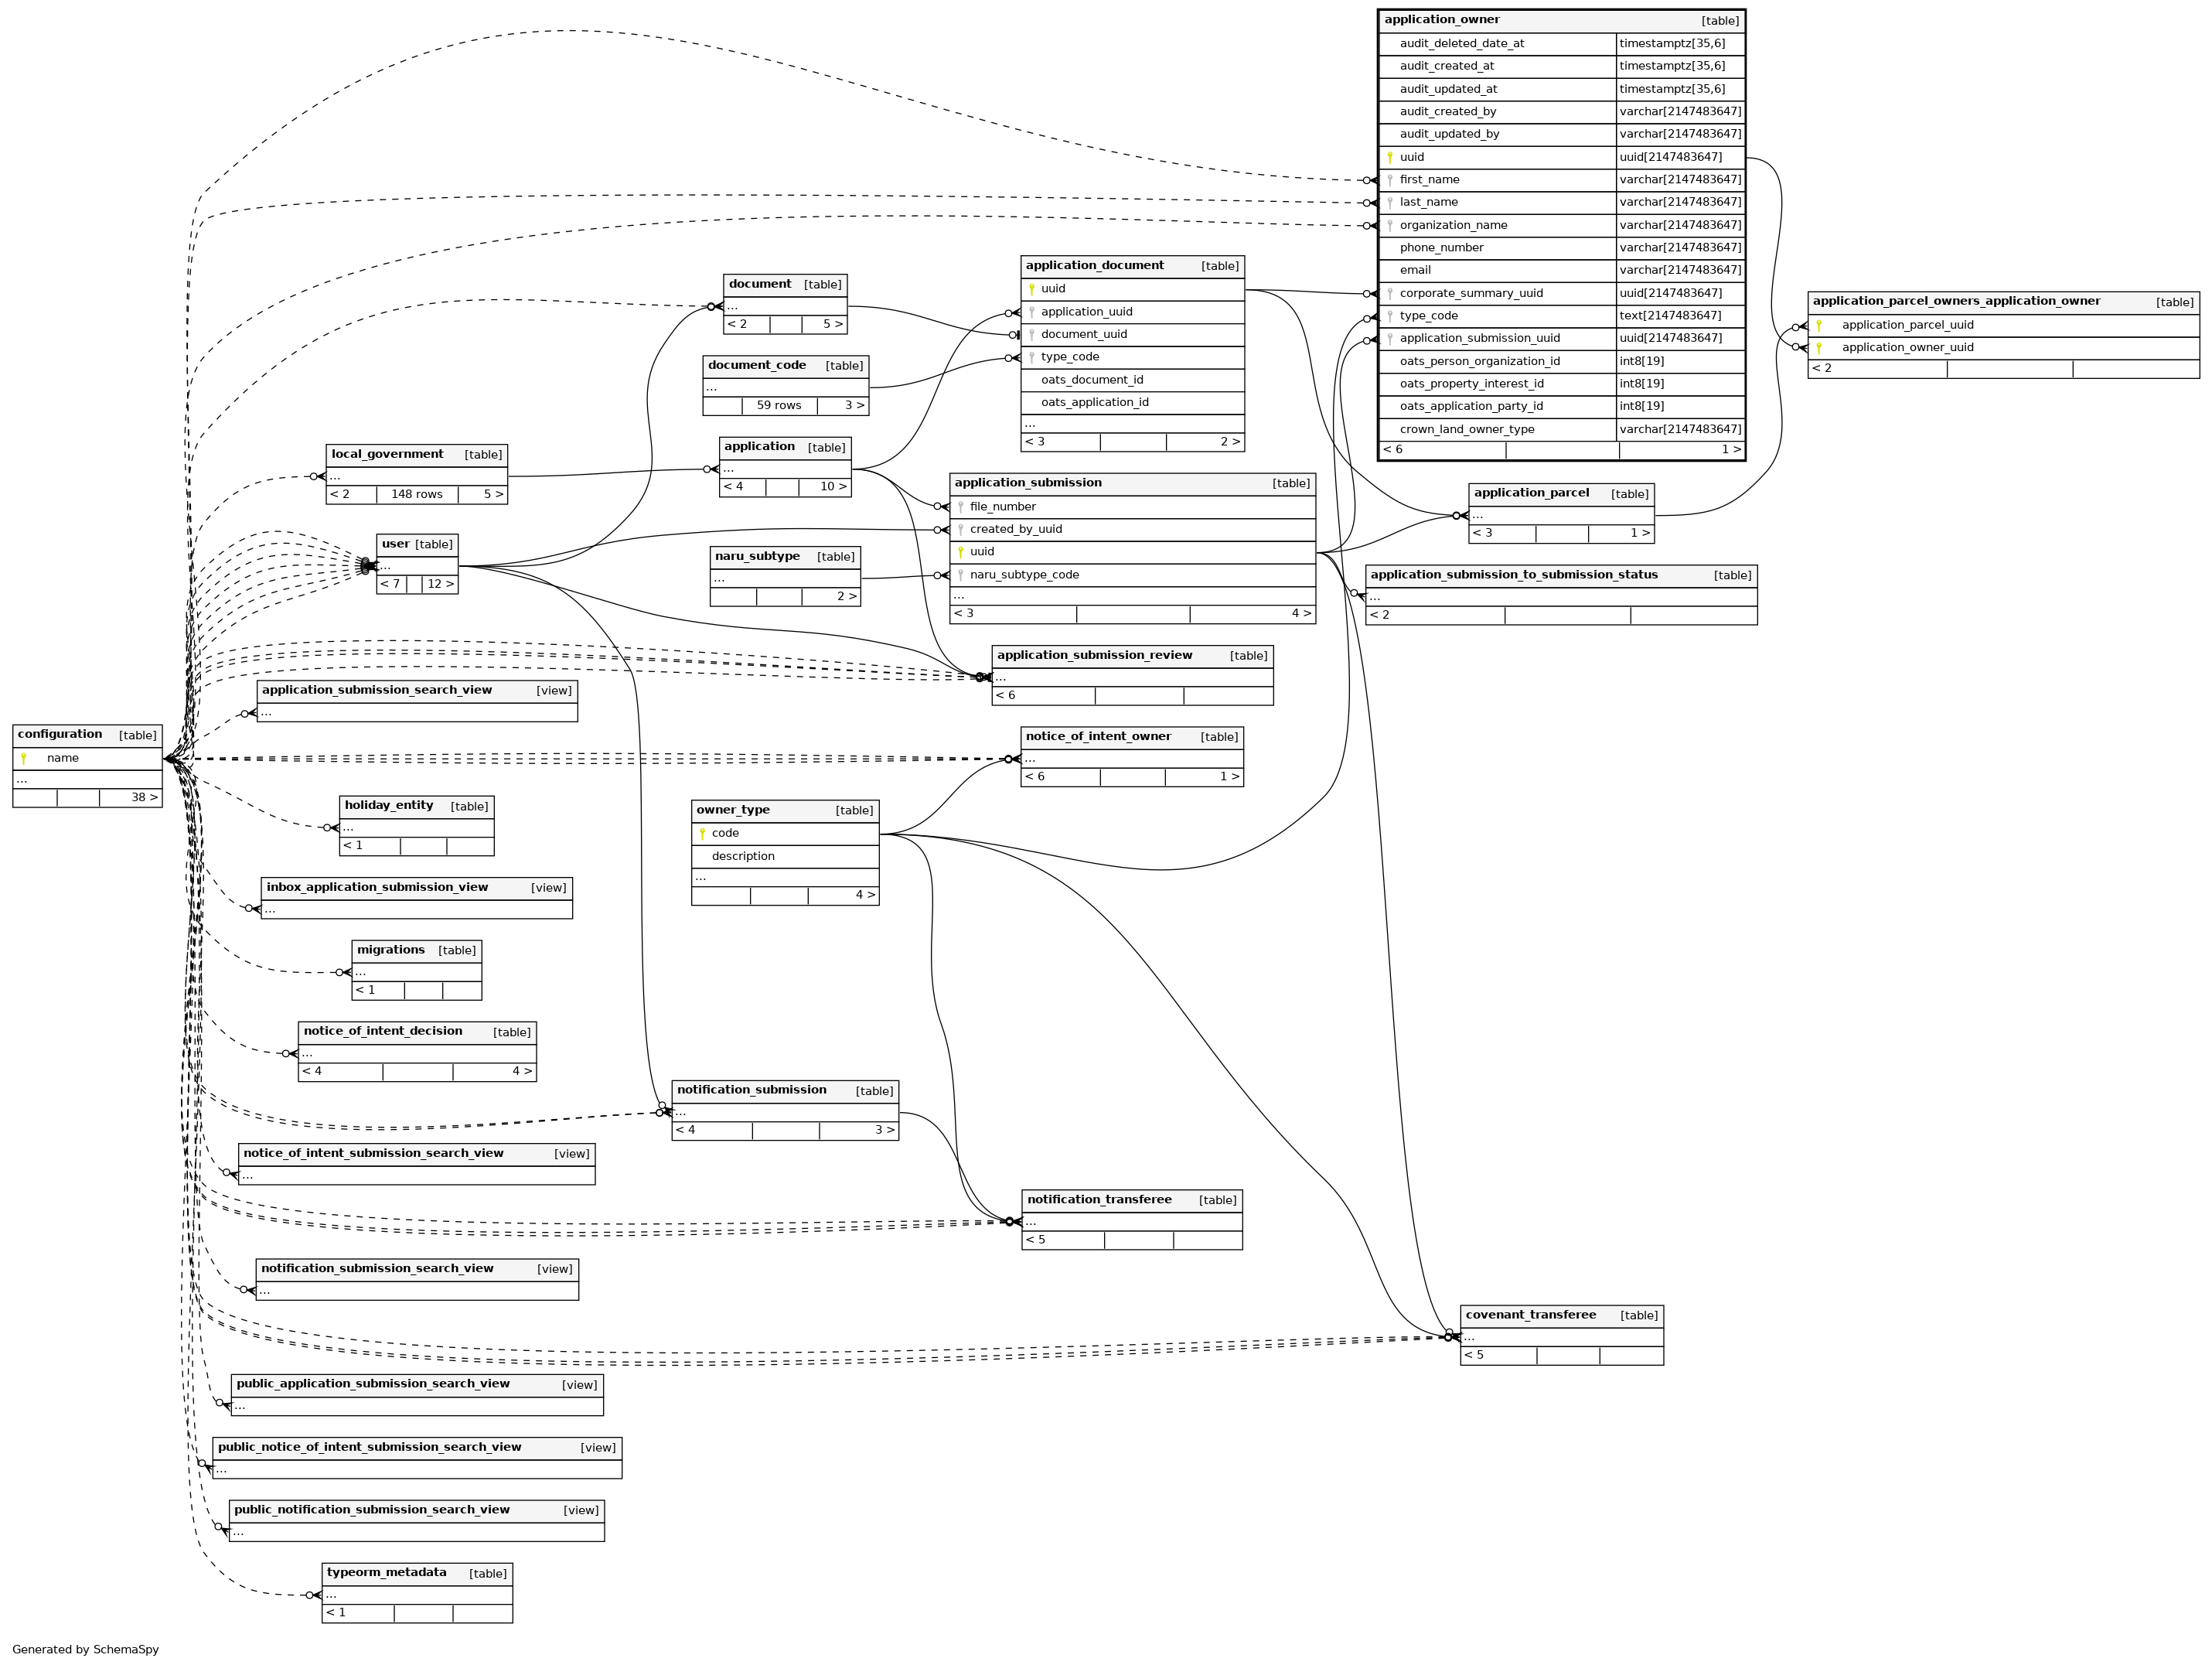 application_owner [table]
audit_deleted_date_at timestamptz[35,6]
audit_created_at timestamptz[35,6]
audit_updated_at timestamptz[35,6]
audit_created_by varchar[2147483647]
audit_updated_by varchar[2147483647]
uuid uuid[2147483647]
first_name varchar[2147483647]
last_name varchar[2147483647]
organization_name varchar[2147483647]
phone_number varchar[2147483647]
email varchar[2147483647]
corporate_summary_uuid uuid[2147483647]
type_code text[2147483647]
application_submission_uuid uuid[2147483647]
oats_person_organization_id int8[19]
oats_property_interest_id int8[19]
oats_application_party_id int8[19]
crown_land_owner_type varchar[2147483647]
< 6 1 >
application_parcel_owners_application_owner [table]
application_parcel_uuid
application_owner_uuid
< 2
application_document [table]
uuid
application_uuid
document_uuid
type_code
oats_document_id
oats_application_id
...
< 3 2 >
document [table]
...
< 2 5 >
document_code [table]
...
59 rows 3 >
application [table]
...
< 4 10 >
local_government [table]
...
< 2 148 rows 5 >
user [table]
...
< 7 12 >
naru_subtype [table]
...
2 >
application_submission [table]
file_number
created_by_uuid
uuid
naru_subtype_code
...
< 3 4 >
application_parcel [table]
...
< 3 1 >
application_submission_to_submission_status [table]
...
< 2
application_submission_review [table]
...
< 6
application_submission_search_view [view]
...
configuration [table]
name
...
38 >
notice_of_intent_owner [table]
...
< 6 1 >
holiday_entity [table]
...
< 1
owner_type [table]
code
description
...
4 >
inbox_application_submission_view [view]
...
migrations [table]
...
< 1
notice_of_intent_decision [table]
...
< 4 4 >
notification_submission [table]
...
< 4 3 >
notice_of_intent_submission_search_view [view]
...
notification_transferee [table]
...
< 5
notification_submission_search_view [view]
...
covenant_transferee [table]
...
< 5
public_application_submission_search_view [view]
...
public_notice_of_intent_submission_search_view [view]
...
public_notification_submission_search_view [view]
...
typeorm_metadata [table]
...
< 1
Generated by SchemaSpy